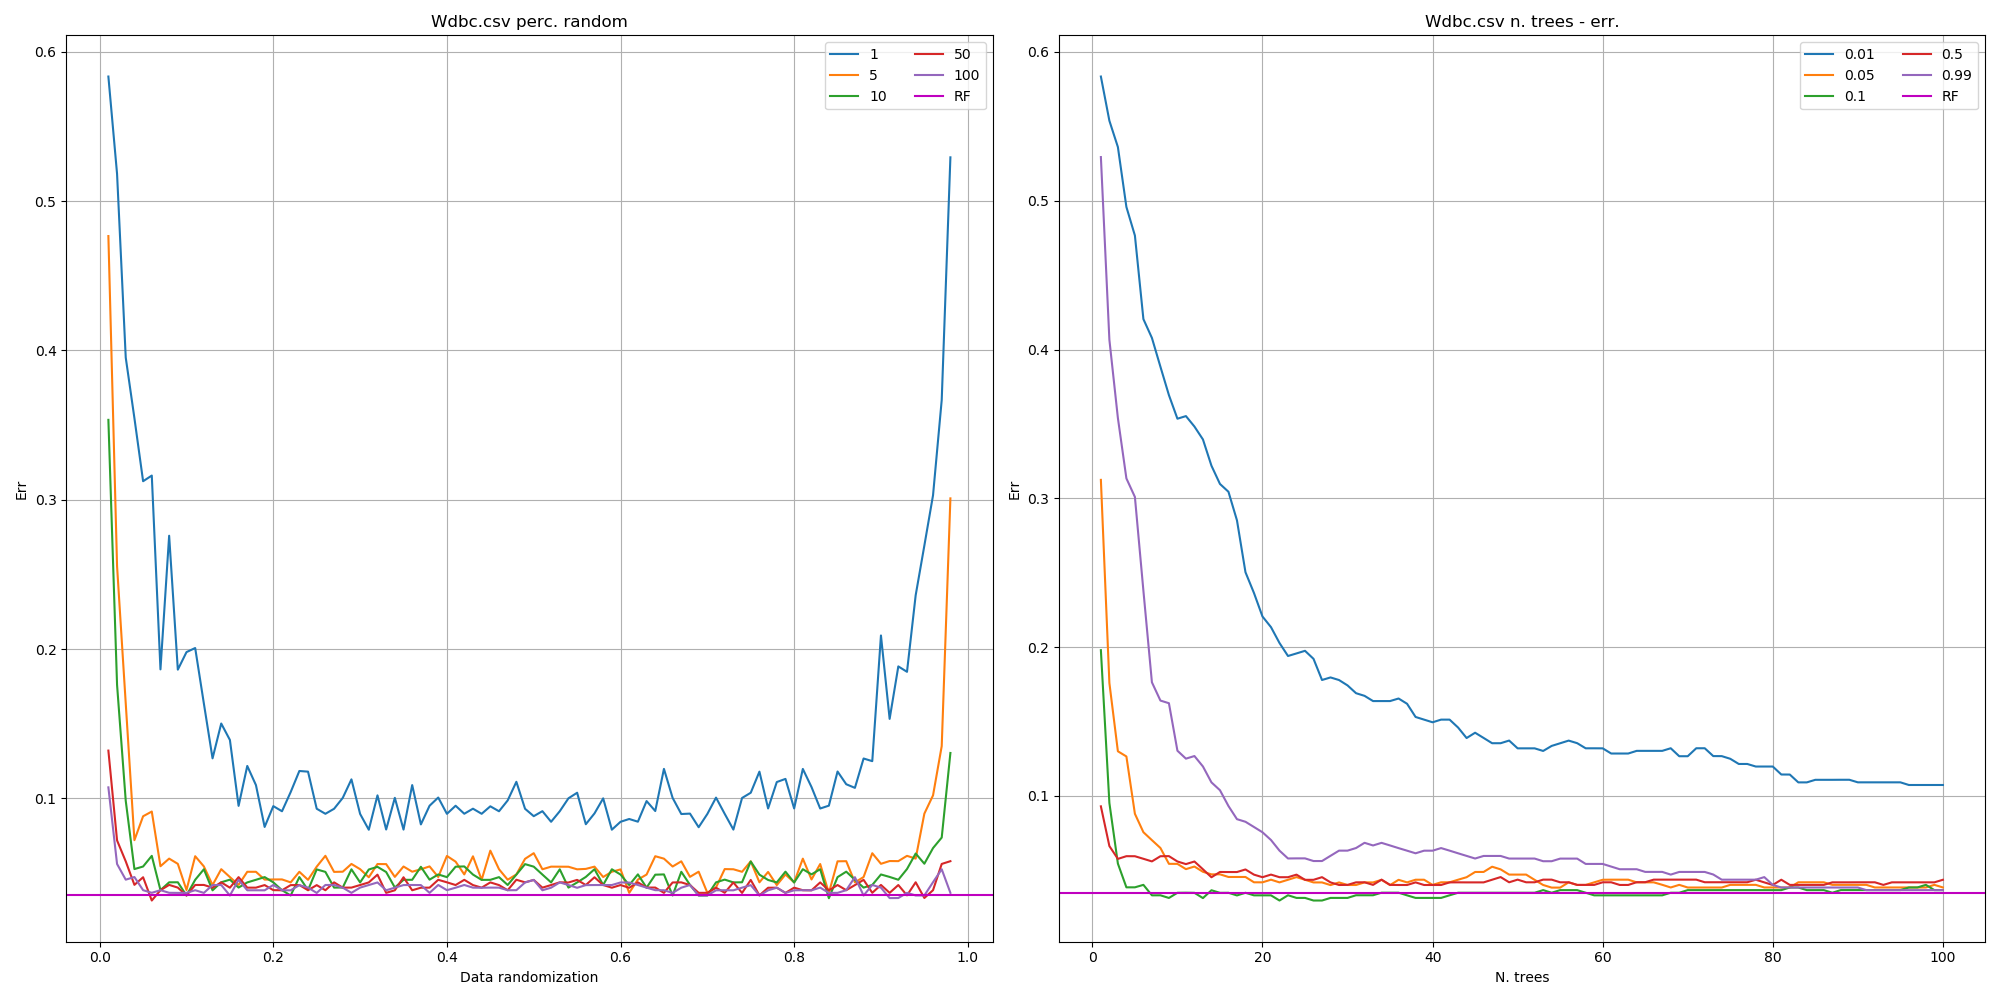 Wdbc.csv perc. random
1 50
5 100
10 RF
0.6
0.5
0.4
0.3
0.2
0.1
Err
0.0 0.2 0.4 0.6 0.8 1.0
Data randomization
Wdbc.csv n. trees - err.
0.01 0.5
0.05 0.99
0.1 RF
0.6
0.5
0.4
0.3
0.2
0.1
Err
0 20 40 60 80 100
N. trees